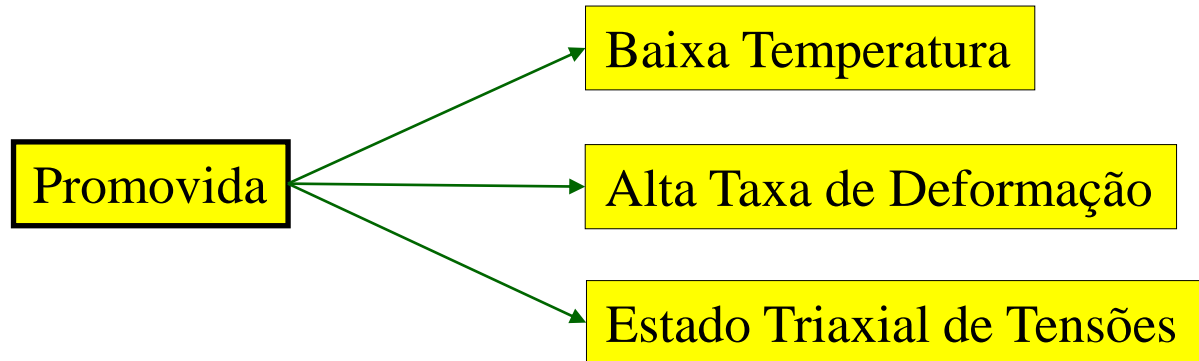 Baixa Temperatura
Promovida
Alta Taxa de Deformação
Estado Triaxial de Tensões